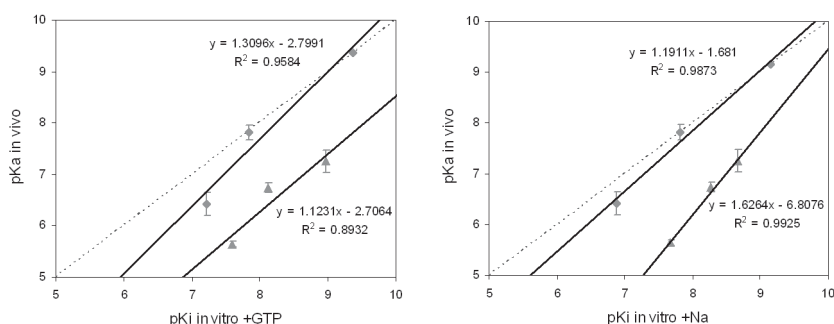 10
9
8
7
6
5
pKa in vivo
y = 1.3096x - 2.7991
R² = 0.9584
y = 1.1231x - 2.7064
R² = 0.8932
5 6 7 8 9 10
pKi in vitro +GTP
10
9
8
7
6
5
pKa in vivo
y = 1.1911x - 1.681
R² = 0.9873
y = 1.6264x - 6.8076
R² = 0.9925
5 6 7 8 9 10
pKi in vitro +Na